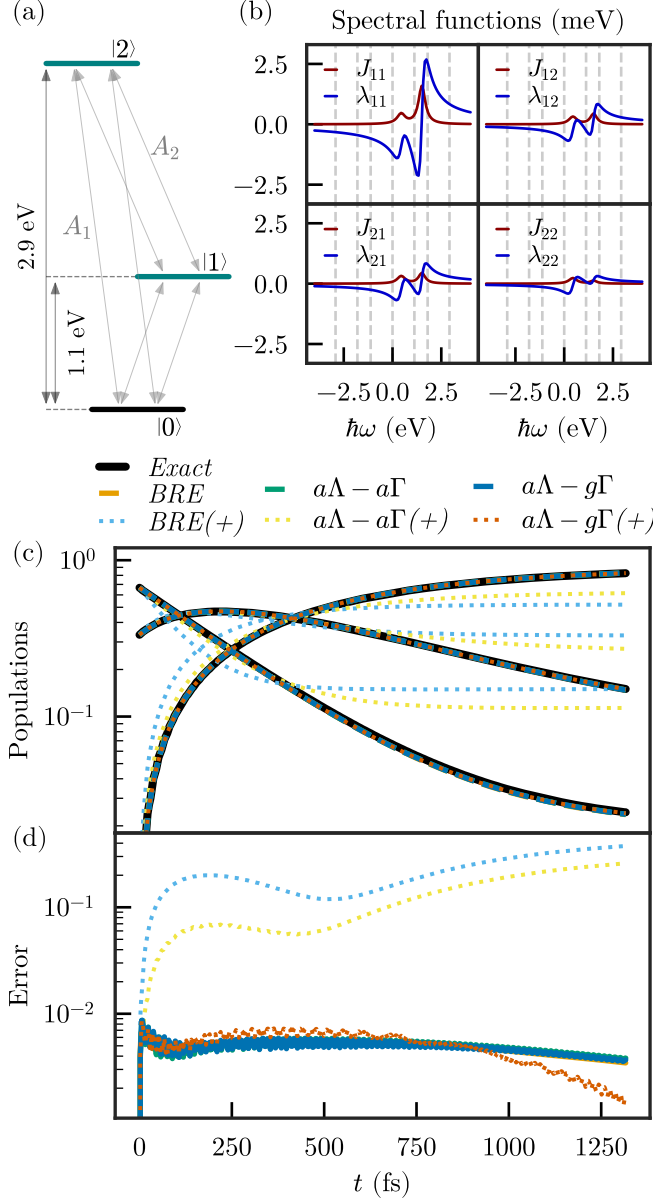 (a)
|2⟩
A₂
A₁
2.9 eV
|1⟩
1.1 eV
|0⟩
(b)
Spectral functions (meV)
J₁₁
λ₁₁
J₁₂
λ₁₂
2.5
0.0
−2.5
J₂₁
λ₂₁
J₂₂
λ₂₂
2.5
0.0
−2.5
−2.5 0.0 2.5 −2.5 0.0 2.5
ħω (eV) ħω (eV)
Exact
BRE aΛ − aΓ aΛ − gΓ
BRE(+) aΛ − aΓ(+) aΛ − gΓ(+)
(c)
10⁰
10⁻¹
Populations
(d)
10⁻¹
10⁻²
Error
0 250 500 750 1000 1250
t (fs)